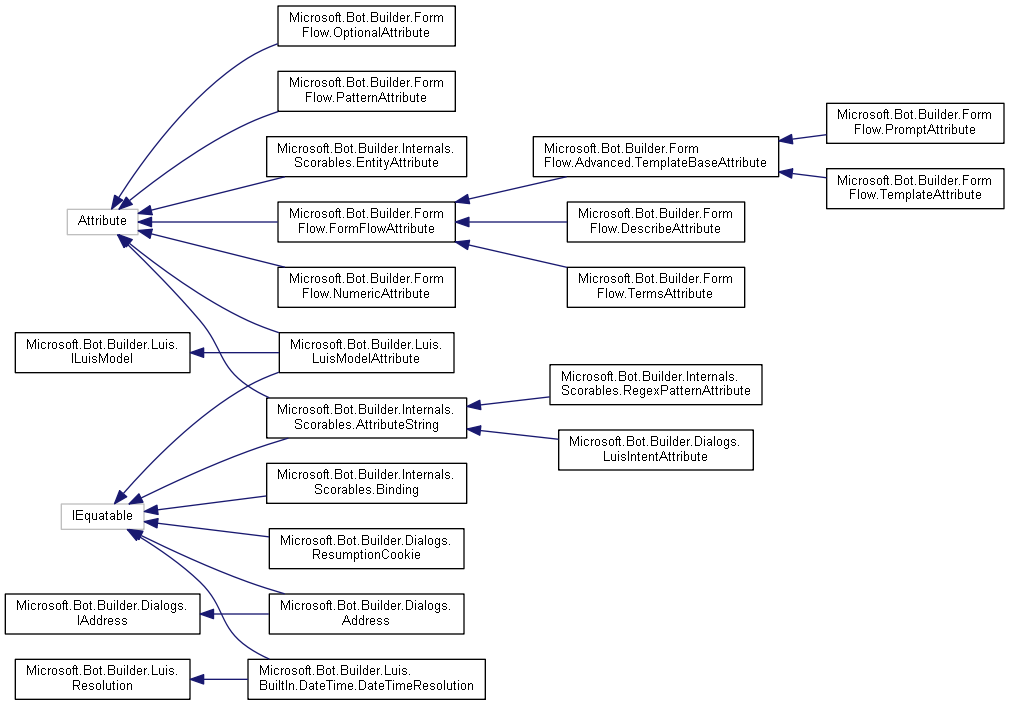 Microsoft.Bot.Builder.Form
Flow.OptionalAttribute
Microsoft.Bot.Builder.Form
Flow.PatternAttribute
Microsoft.Bot.Builder.Internals.
Scorables.EntityAttribute
Attribute
Microsoft.Bot.Builder.Form
Flow.FormFlowAttribute
Microsoft.Bot.Builder.Form
Flow.NumericAttribute
Microsoft.Bot.Builder.Form
Flow.Advanced.TemplateBaseAttribute
Microsoft.Bot.Builder.Form
Flow.DescribeAttribute
Microsoft.Bot.Builder.Form
Flow.TermsAttribute
Microsoft.Bot.Builder.Form
Flow.PromptAttribute
Microsoft.Bot.Builder.Form
Flow.TemplateAttribute
Microsoft.Bot.Builder.Luis.
ILuisModel
Microsoft.Bot.Builder.Luis.
LuisModelAttribute
Microsoft.Bot.Builder.Internals.
Scorables.AttributeString
Microsoft.Bot.Builder.Internals.
Scorables.RegexPatternAttribute
Microsoft.Bot.Builder.Dialogs.
LuisIntentAttribute
IEquatable
Microsoft.Bot.Builder.Internals.
Scorables.Binding
Microsoft.Bot.Builder.Dialogs.
ResumptionCookie
Microsoft.Bot.Builder.Dialogs.
IAddress
Microsoft.Bot.Builder.Dialogs.
Address
Microsoft.Bot.Builder.Luis.
Resolution
Microsoft.Bot.Builder.Luis.
BuiltIn.DateTime.DateTimeResolution